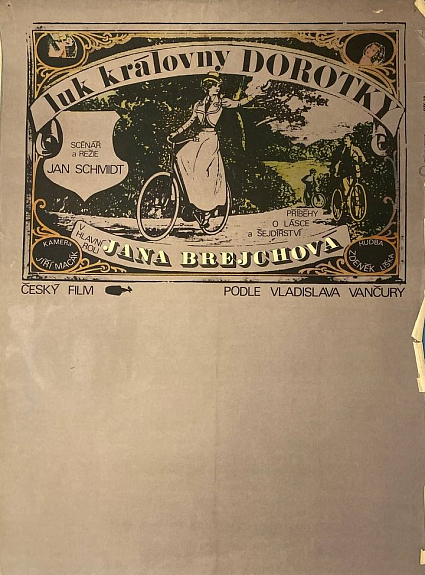 luk královny DOROTKY
SCÉNÁŘ
a REŽIE
JAN SCHMIDT
PŘÍBĚHY
O LÁSCE
a ŠEJDÍŘSTVÍ
V
HLAVNÍ
ROLI
JANA BREJCHOVÁ
KAMERA
JIŘÍ MACÁK
HUDBA
ZDENĚK LIŠKA
ČESKÝ FILM
PODLE VLADISLAVA VANČURY